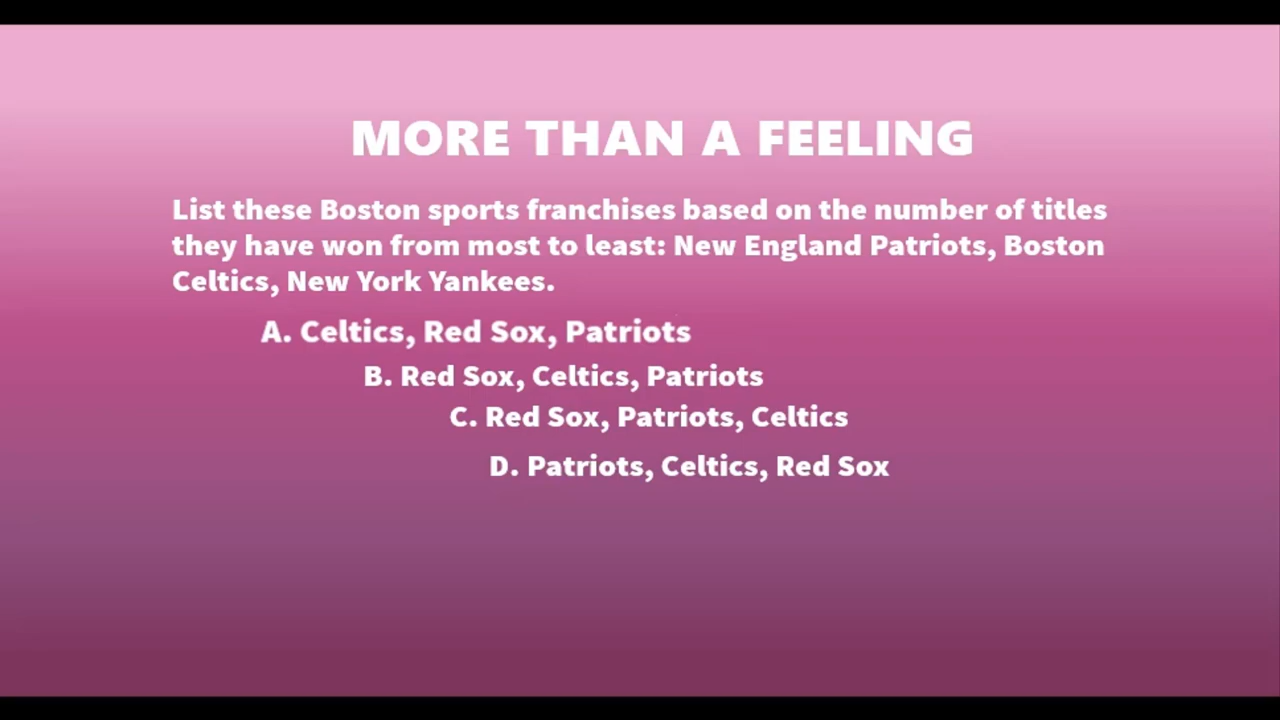 MORE THAN A FEELING
List these Boston sports franchises based on the number of titles
they have won from most to least: New England Patriots, Boston
Celtics, New York Yankees.
A. Celtics, Red Sox, Patriots
B. Red Sox, Celtics, Patriots
C. Red Sox, Patriots, Celtics
D. Patriots, Celtics, Red Sox